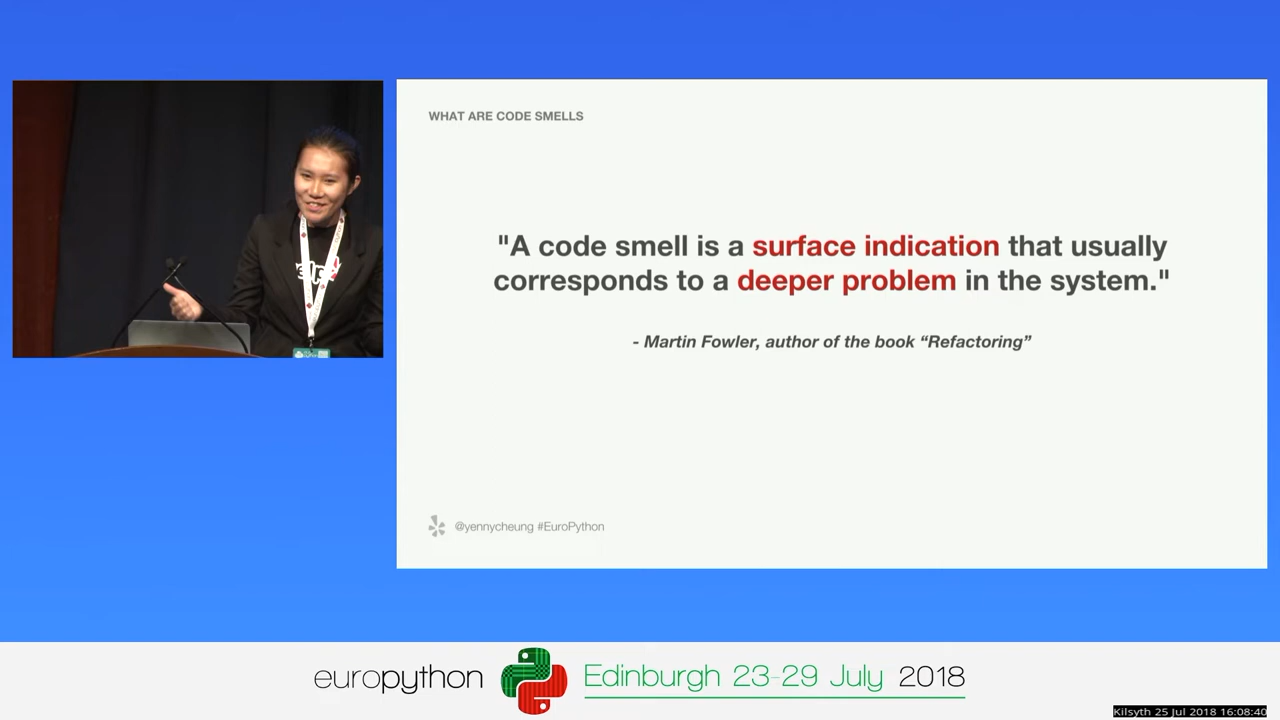 WHAT ARE CODE SMELLS
"A code smell is a surface indication that usually
corresponds to a deeper problem in the system."
- Martin Fowler, author of the book “Refactoring”
@yennycheung #EuroPython
europython
Edinburgh 23-29 July 2018
Kilsyth 25 Jul 2018 16:08:40